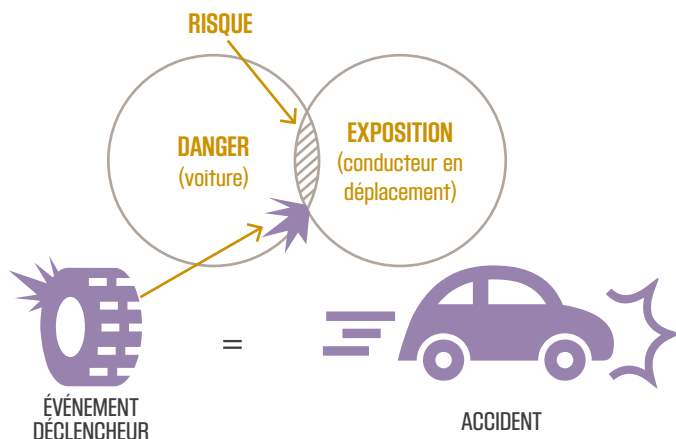 RISQUE
DANGER
(voiture)
EXPOSITION
(conducteur en
déplacement)
=
ÉVÉNEMENT
DÉCLENCHEUR
ACCIDENT